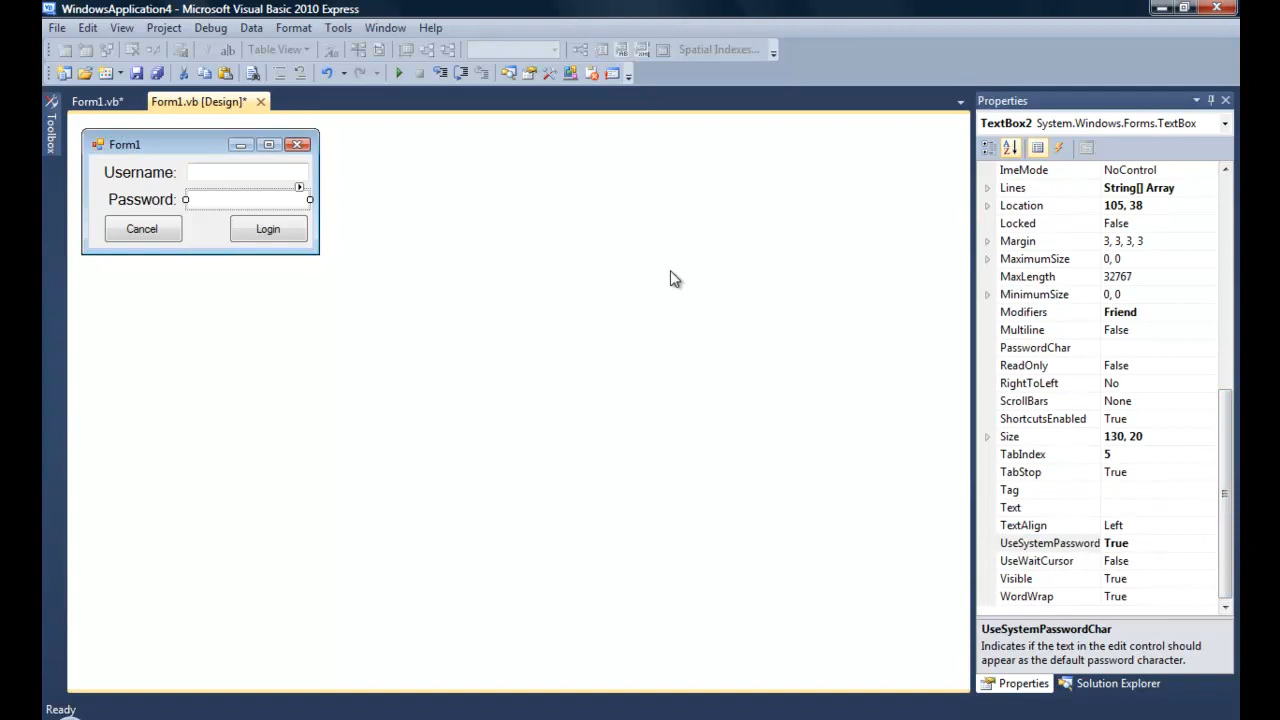 WindowsApplication4 - Microsoft Visual Basic 2010 Express
File Edit View Project Debug Data Format Tools Window Help
ab Table View Spatial Indexes...
Form1.vb* Form1.vb [Design]*
Toolbox
Form1
Username:
Password:
Cancel Login
Properties
TextBox2 System.Windows.Forms.TextBox
ImeMode NoControl
Lines String[] Array
Location 105, 38
Locked False
Margin 3, 3, 3, 3
MaximumSize 0, 0
MaxLength 32767
MinimumSize 0, 0
Modifiers Friend
Multiline False
PasswordChar
ReadOnly False
RightToLeft No
ScrollBars None
ShortcutsEnabled True
Size 130, 20
TabIndex 5
TabStop True
Tag
Text
TextAlign Left
UseSystemPassword True
UseWaitCursor False
Visible True
WordWrap True
UseSystemPasswordChar
Indicates if the text in the edit control should
appear as the default password character.
Properties Solution Explorer
Ready